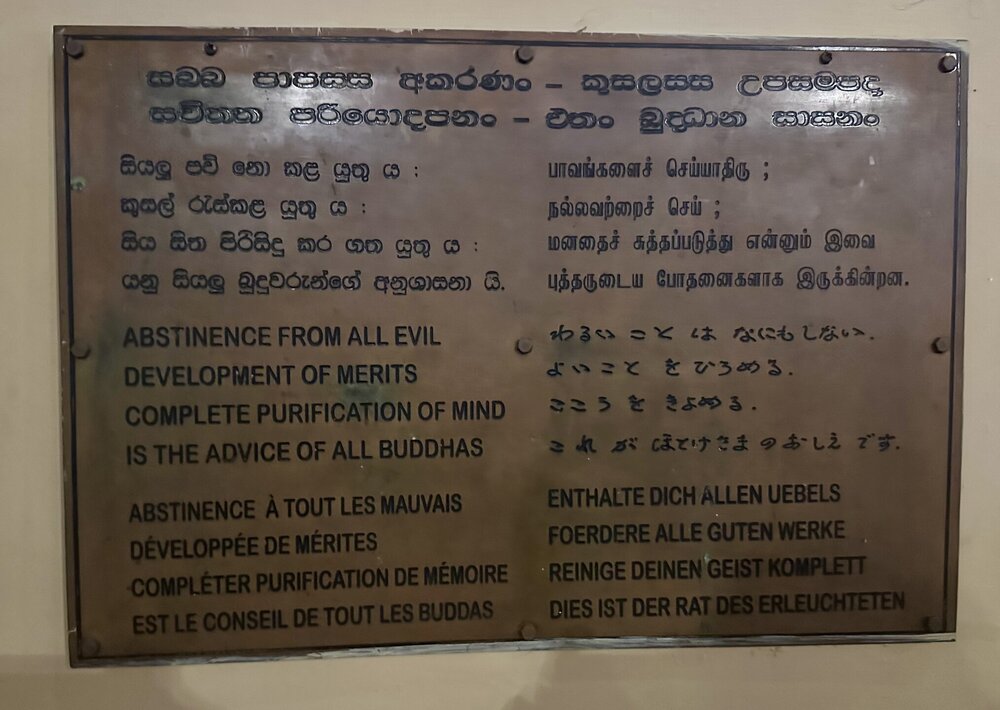 සබබ පාපසස අකරණං – කුසලසස උපසම්පදා
සචිතත පරියොදපනං – එතං බුද්ධාන සාසනං
සියලු පව් නො කළ යුතු ය :
කුසල් රැස්කළ යුතු ය :
සිය සිත පිරිසිදු කර ගත යුතු ය :
යනු සියලු බුදුවරුන්ගේ අනුශාසනා යි.
பாவங்களைச் செய்யாதிரு ;
நல்லவற்றைச் செய் ;
மனதைச் சுத்தப்படுத்து என்னும் இவை
புத்தருடைய போதனைகளாக இருக்கின்றன.
ABSTINENCE FROM ALL EVIL
DEVELOPMENT OF MERITS
COMPLETE PURIFICATION OF MIND
IS THE ADVICE OF ALL BUDDHAS
わるい こと は なにもしない.
よいこと を ひろめる.
こころ を きよめる.
これ が ほとけさま の おしえ です.
ABSTINENCE À TOUT LES MAUVAIS
DÉVELOPPÉE DE MÉRITES
COMPLÉTER PURIFICATION DE MÉMOIRE
EST LE CONSEIL DE TOUT LES BUDDAS
ENTHALTE DICH ALLEN UEBELS
FOERDERE ALLE GUTEN WERKE
REINIGE DEINEN GEIST KOMPLETT
DIES IST DER RAT DES ERLEUCHTETEN